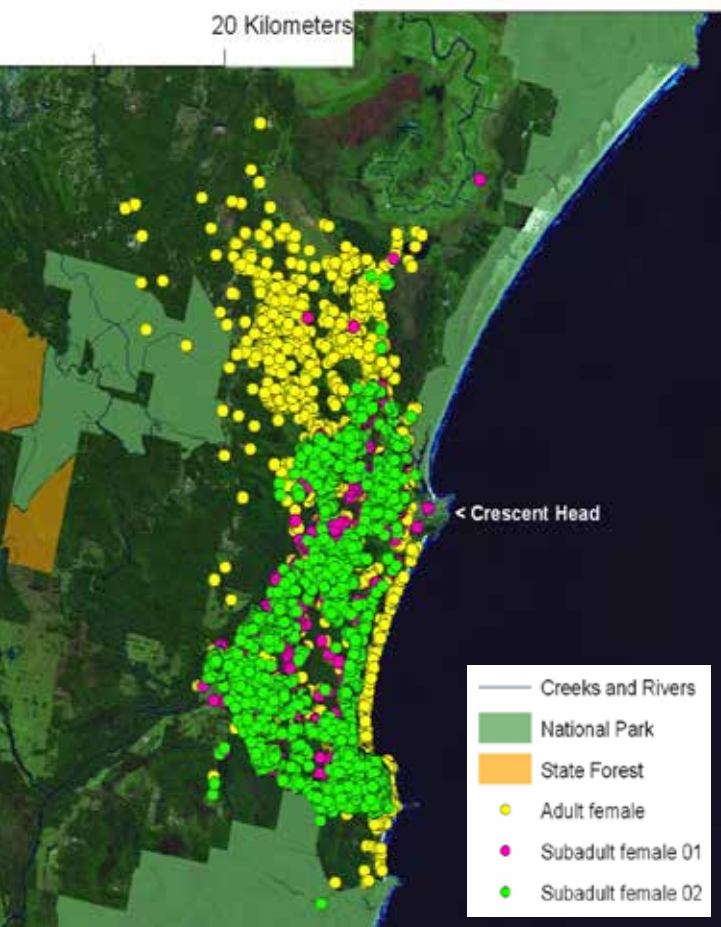 20 Kilometers
< Crescent Head
Creeks and Rivers
National Park
State Forest
Adult female
Subadult female 01
Subadult female 02